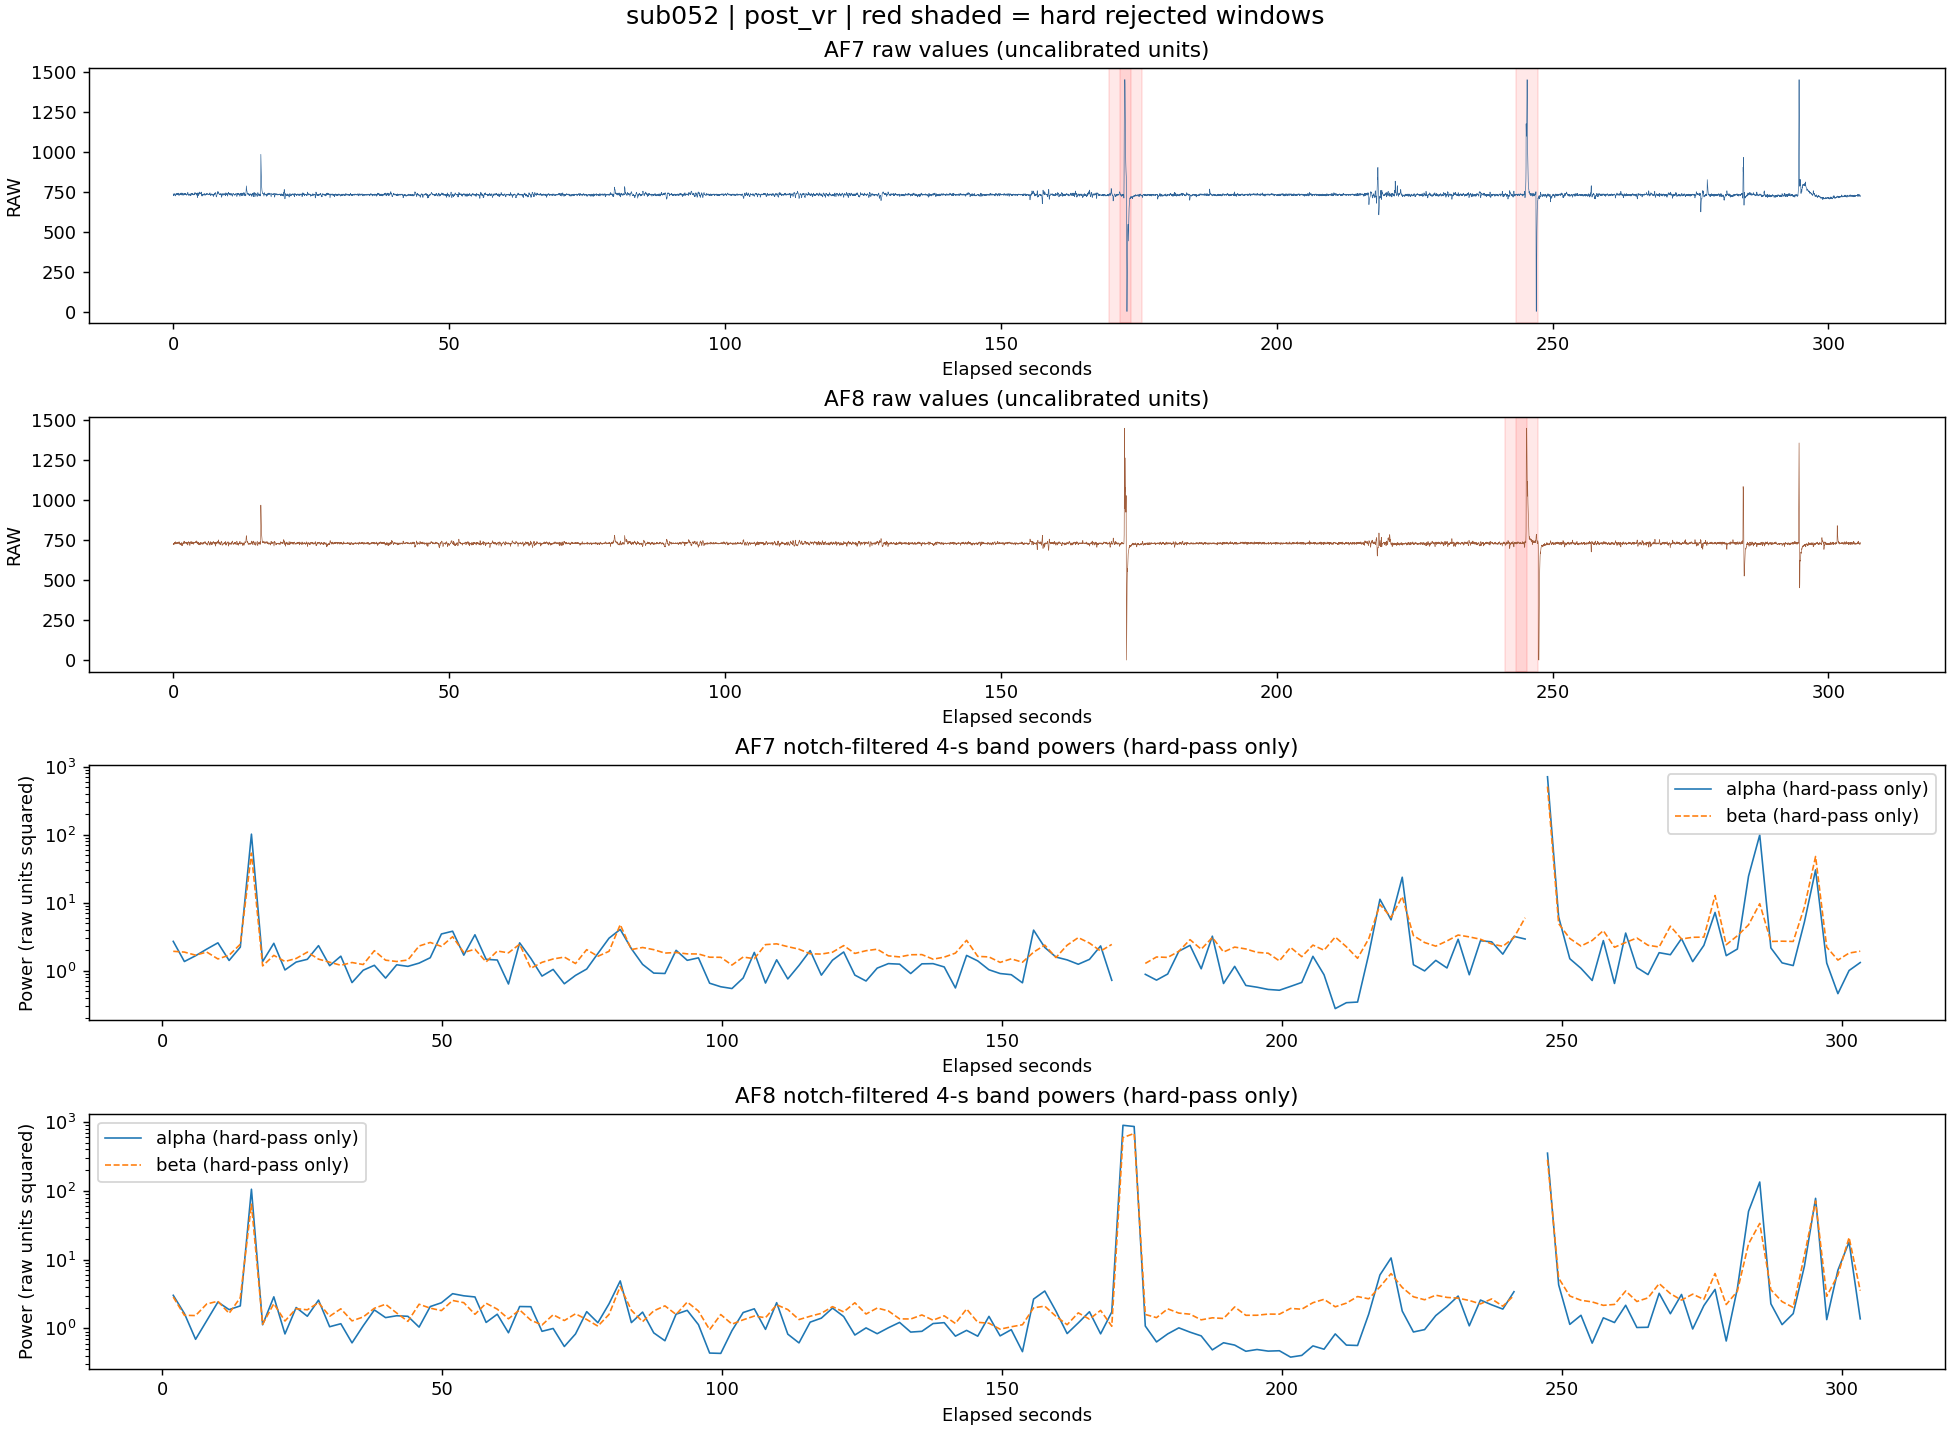 sub052 | post_vr | red shaded = hard rejected windows
AF7 raw values (uncalibrated units)
1500
1250
1000
750
500
250
0
RAW
0 50 100 150 200 250 300
Elapsed seconds
AF8 raw values (uncalibrated units)
1500
1250
1000
750
500
250
0
RAW
0 50 100 150 200 250 300
Elapsed seconds
AF7 notch-filtered 4-s band powers (hard-pass only)
10³
10²
10¹
10⁰
Power (raw units squared)
alpha (hard-pass only)
beta (hard-pass only)
0 50 100 150 200 250 300
Elapsed seconds
AF8 notch-filtered 4-s band powers (hard-pass only)
10³
10²
10¹
10⁰
Power (raw units squared)
alpha (hard-pass only)
beta (hard-pass only)
0 50 100 150 200 250 300
Elapsed seconds